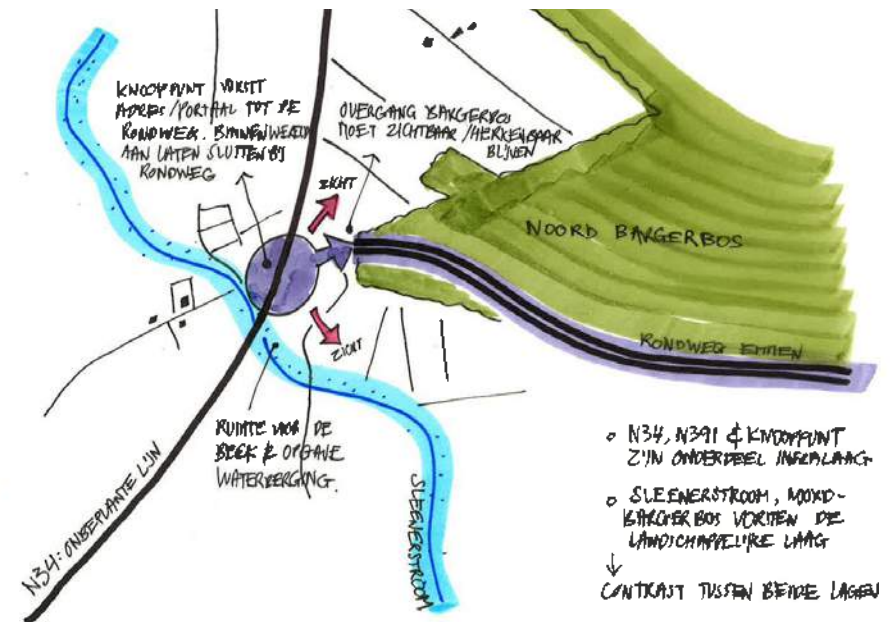 KNOOPPUNT VORMT
ADRES/PORTAAL TOT DE
RONDWEG. BINNENWERELD
AAN LATEN SLUITEN BIJ
RONDWEG
OVERGANG BARGERBOS
MOET ZICHTBAAR/HERKENBAAR
BLIJVEN
ZICHT
NOORD BARGERBOS
ZICHT
RONDWEG EMMEN
RUIMTE VOOR DE
BEEK & OPGAVE
WATERBERGING.
N34: ONBEPLANTE LIJN
SLEENERSTROOM
N34, N391 & KNOOPPUNT
ZIJN ONDERDEEL INFRALAAG
SLEENERSTROOM, NOORD-
BARGERBOS VORMEN DE
LANDSCHAPPELIJKE LAAG
CONTRAST TUSSEN BEIDE LAGEN